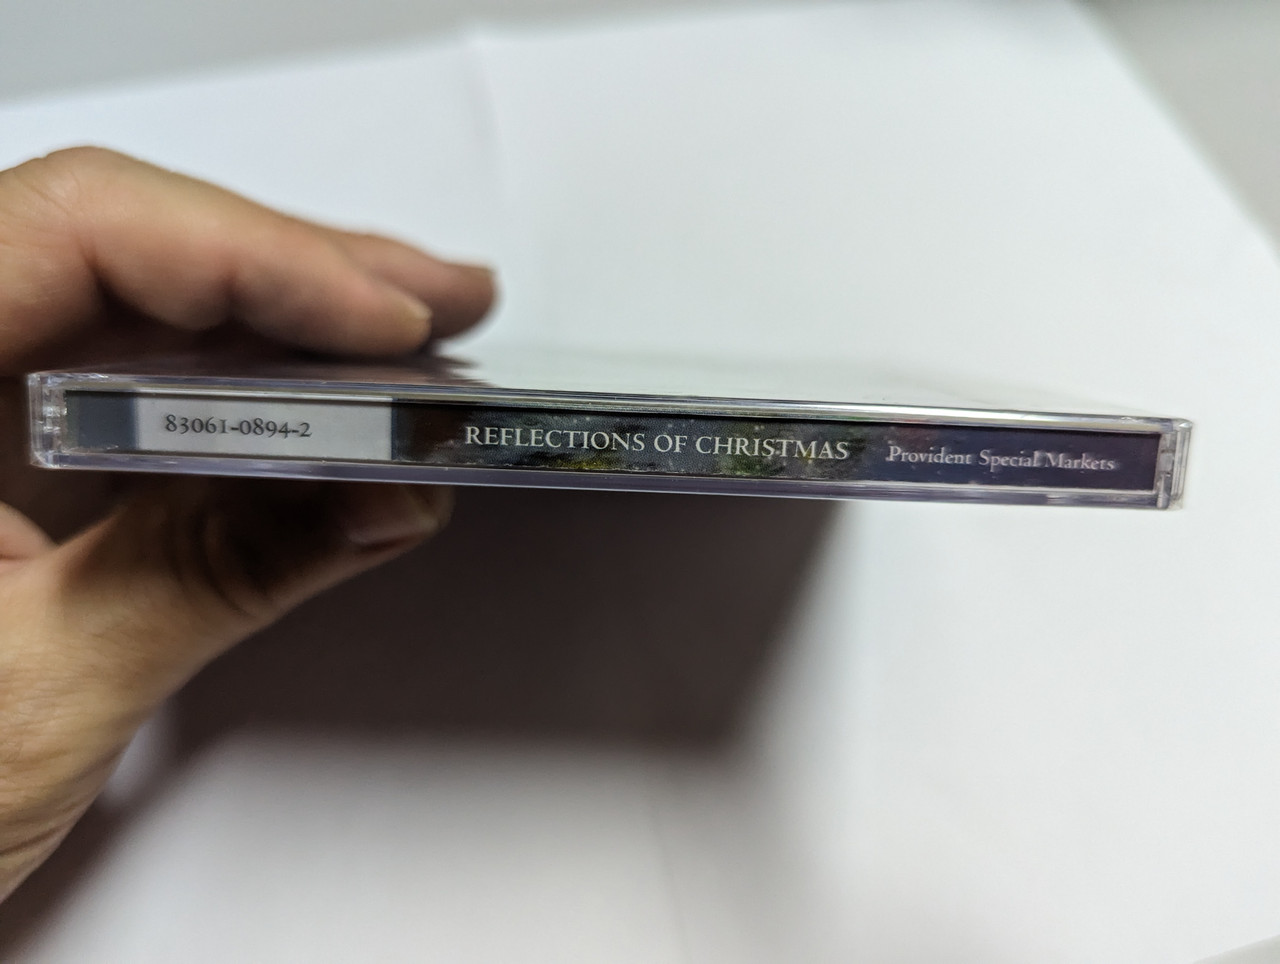 83061-0894-2 REFLECTIONS OF CHRISTMAS Provident Special Markets